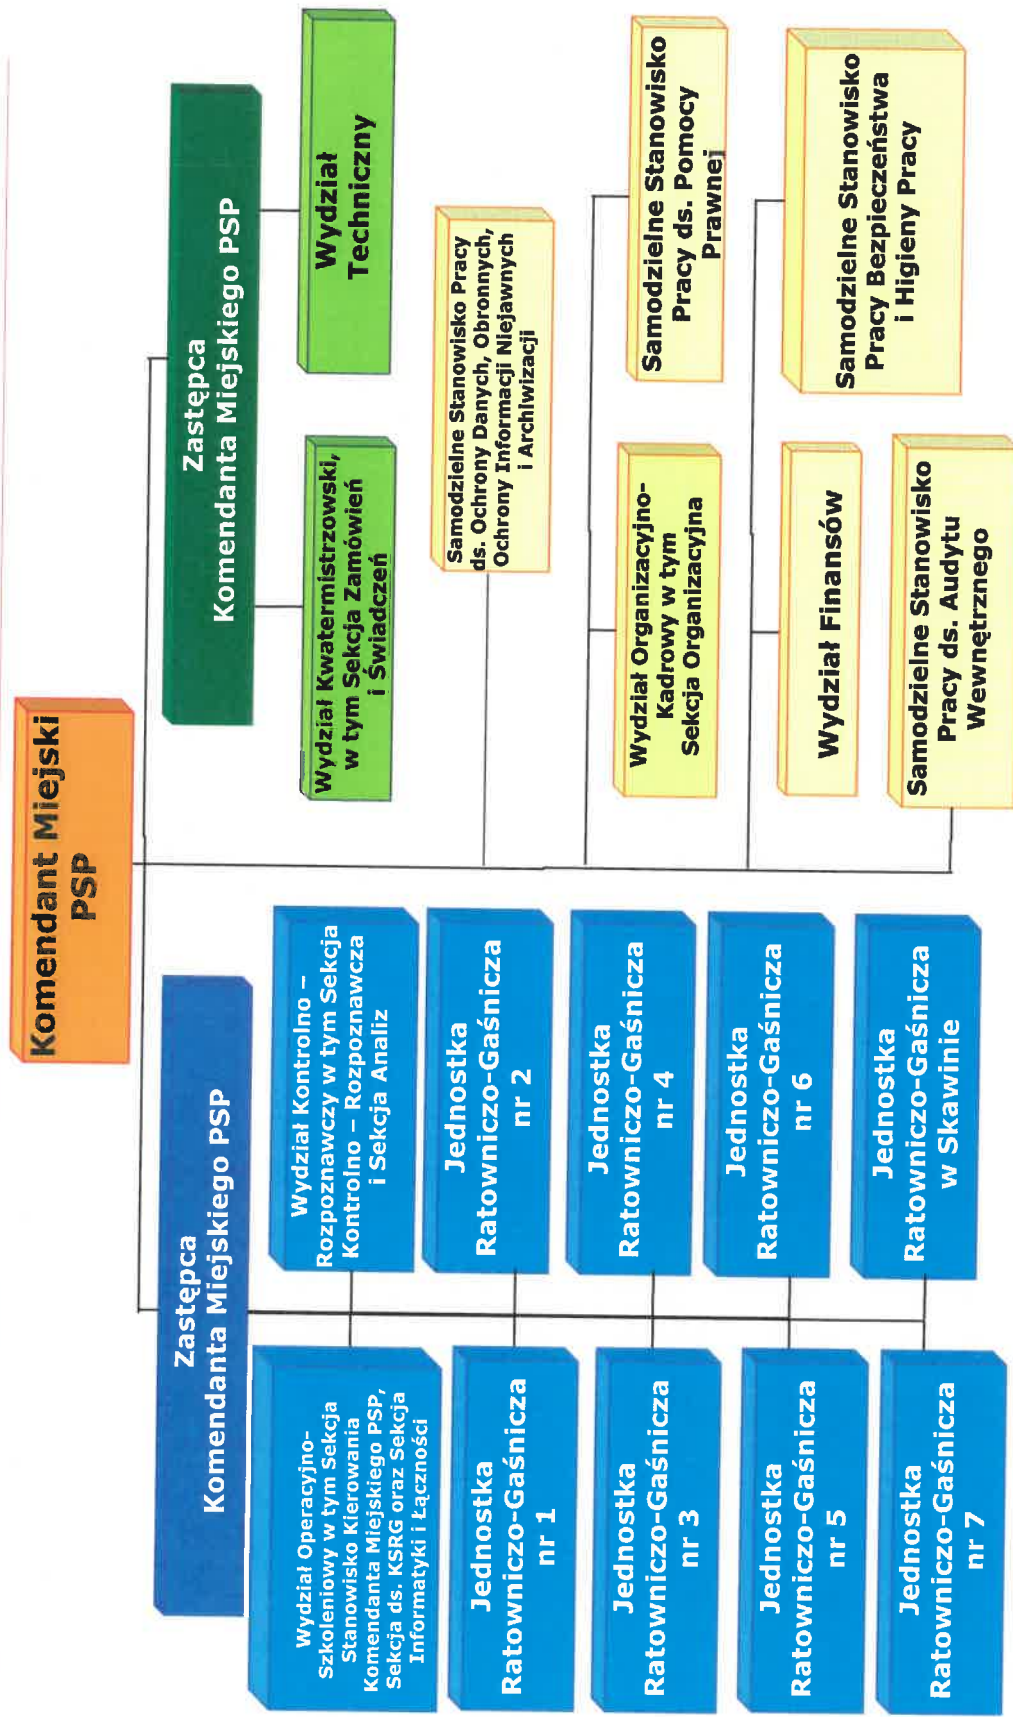 Komendant Miejski
PSP
Zastępca
Komendanta Miejskiego PSP
Zastępca
Komendanta Miejskiego PSP
Wydział Operacyjno-
Szkoleniowy w tym Sekcja
Stanowisko Kierowania
Komendanta Miejskiego PSP,
Sekcja ds. KSRG oraz Sekcja
Informatyki i Łączności
Wydział Kontrolno –
Rozpoznawczy w tym Sekcja
Kontrolno – Rozpoznawcza
i Sekcja Analiz
Jednostka
Ratowniczo-Gaśnicza
nr 1
Jednostka
Ratowniczo-Gaśnicza
nr 2
Jednostka
Ratowniczo-Gaśnicza
nr 3
Jednostka
Ratowniczo-Gaśnicza
nr 4
Jednostka
Ratowniczo-Gaśnicza
nr 5
Jednostka
Ratowniczo-Gaśnicza
nr 6
Jednostka
Ratowniczo-Gaśnicza
nr 7
Jednostka
Ratowniczo-Gaśnicza
w Skawinie
Wydział Kwatermistrzowski,
w tym Sekcja Zamówień
i Świadczeń
Wydział
Techniczny
Samodzielne Stanowisko Pracy
ds. Ochrony Danych, Obronnych,
Ochrony Informacji Niejawnych
i Archiwizacji
Wydział Organizacyjno-
Kadrowy w tym
Sekcja Organizacyjna
Samodzielne Stanowisko
Pracy ds. Pomocy
Prawnej
Wydział Finansów
Samodzielne Stanowisko
Pracy Bezpieczeństwa
i Higieny Pracy
Samodzielne Stanowisko
Pracy ds. Audytu
Wewnętrznego